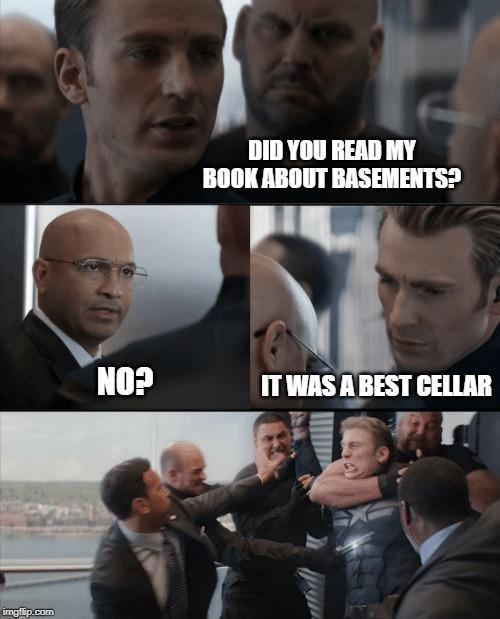 DID YOU READ MY
BOOK ABOUT BASEMENTS?
NO?
IT WAS A BEST CELLAR
imgflip.com